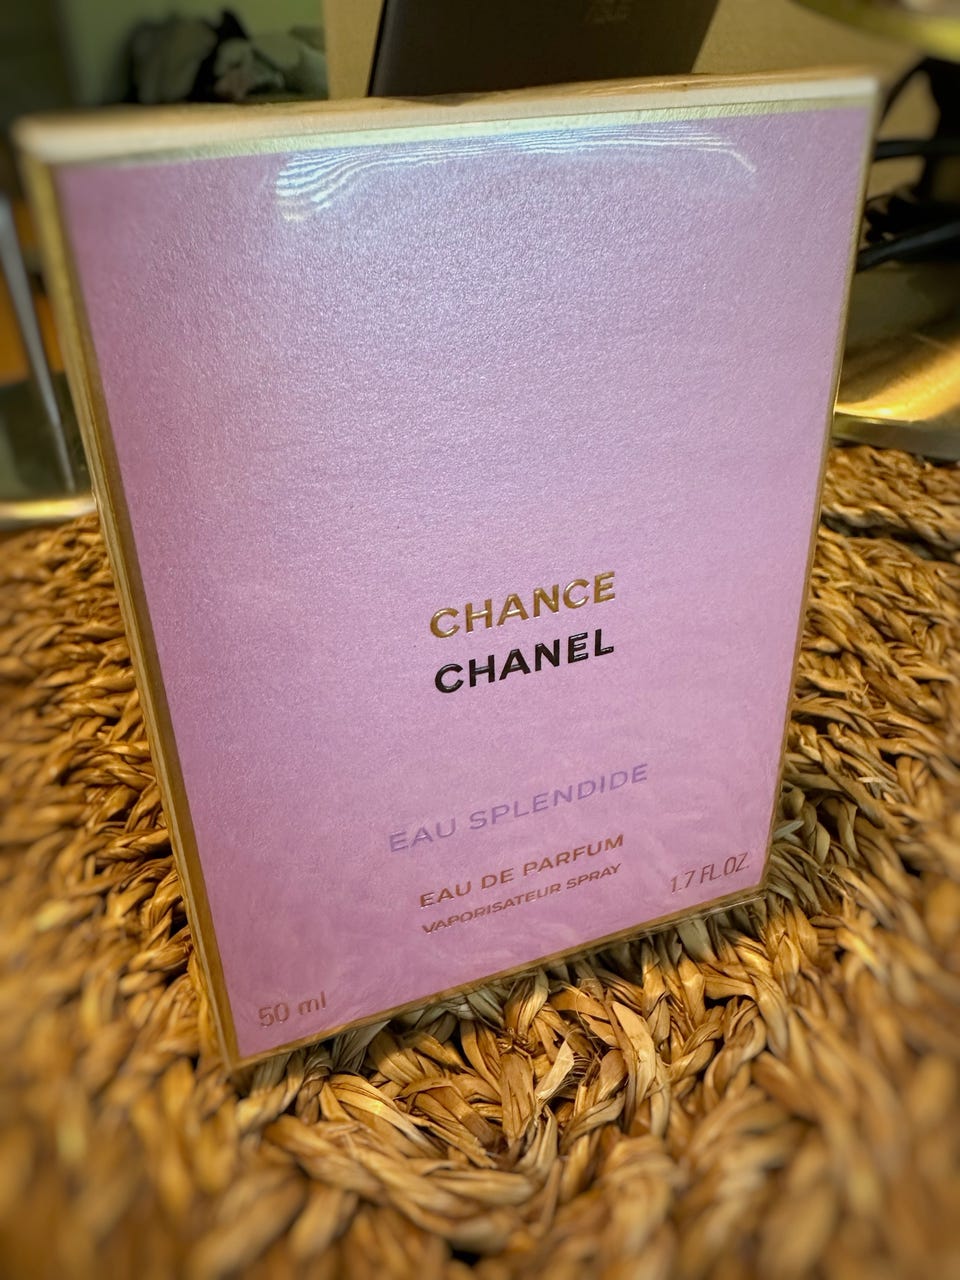 CHANCE
CHANEL
EAU SPLENDIDE
EAU DE PARFUM
VAPORISATEUR SPRAY
50 ml
1.7 FL.OZ.